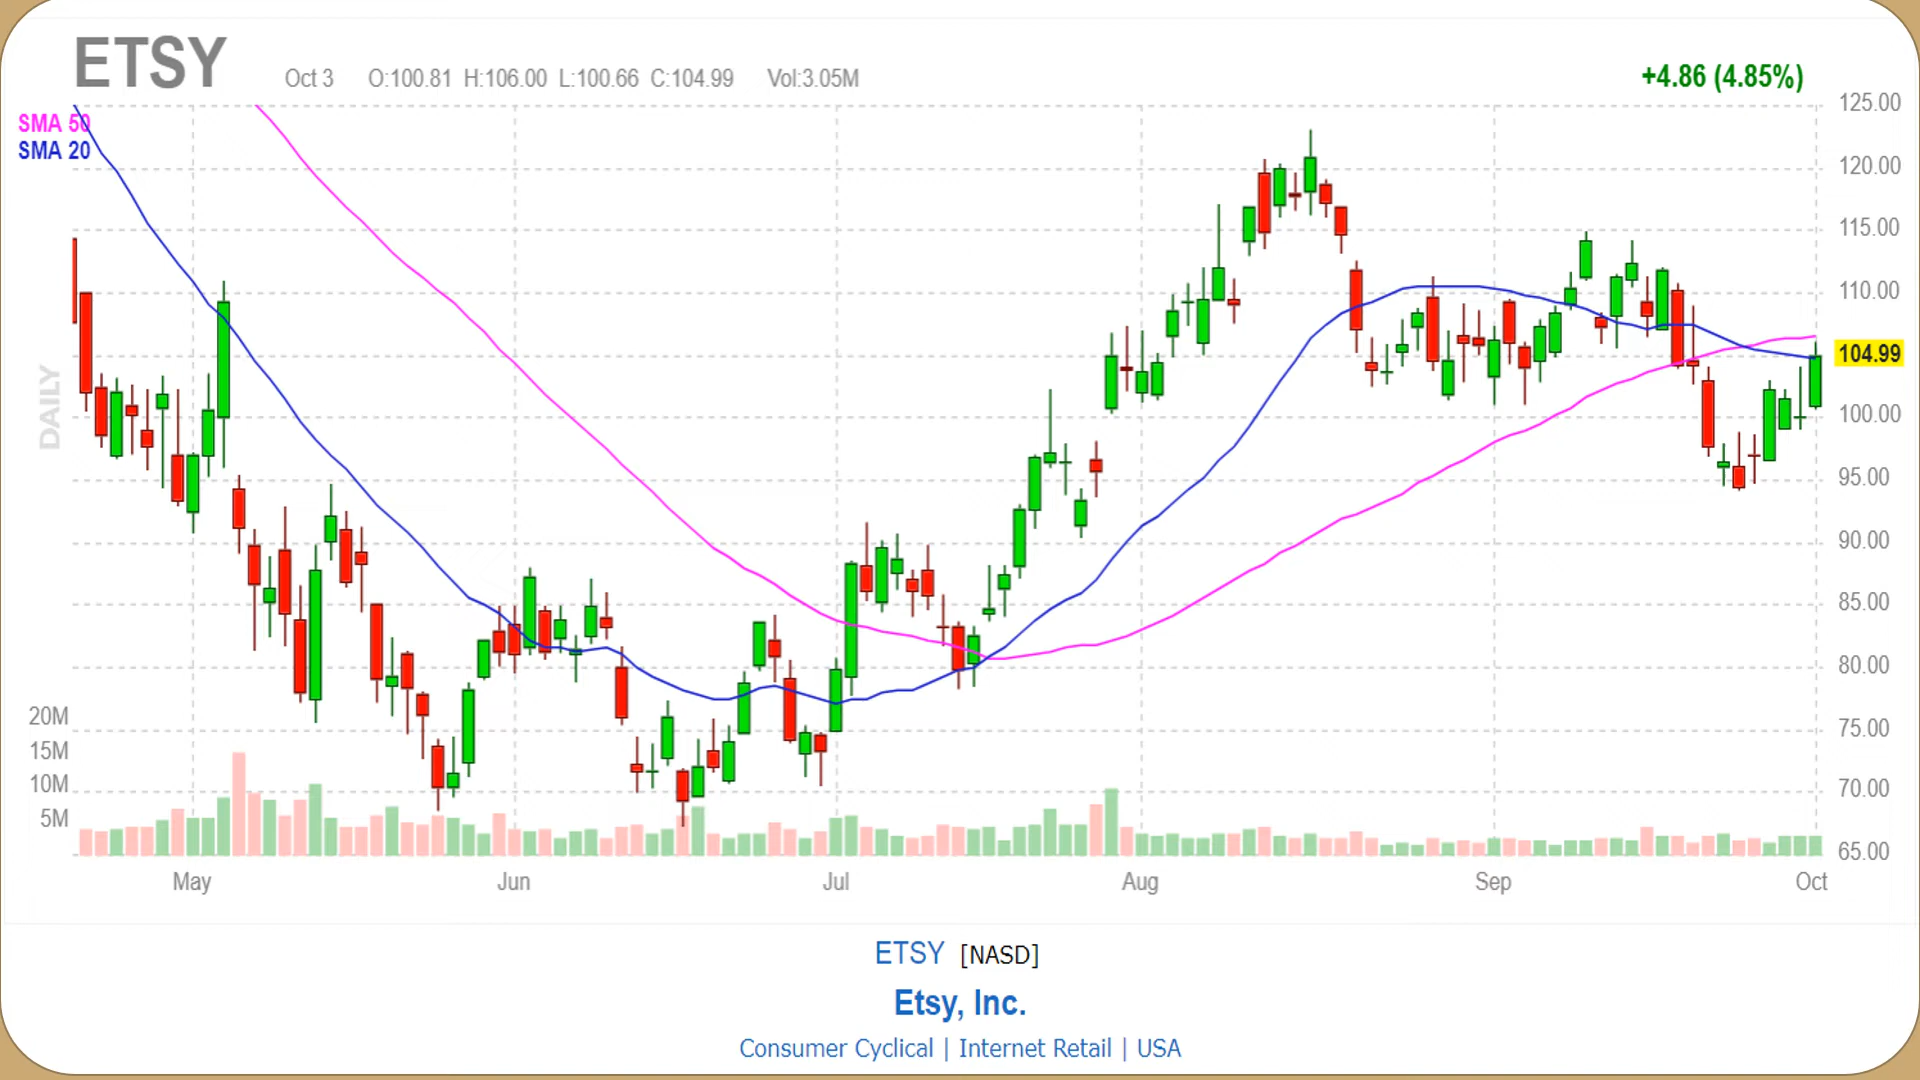 ETSY Oct 3 O:100.81 H:106.00 L:100.66 C:104.99 Vol:3.05M +4.86 (4.85%)
SMA 50
SMA 20
DAILY
125.00
120.00
115.00
110.00
104.99
100.00
95.00
90.00
85.00
80.00
75.00
70.00
65.00
20M
15M
10M
5M
May Jun Jul Aug Sep Oct
ETSY [NASD]
Etsy, Inc.
Consumer Cyclical | Internet Retail | USA